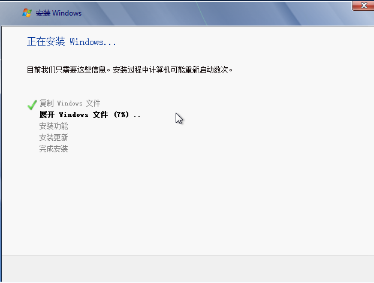 安装 Windows
正在安装 Windows...
目前我们只需要这些信息。安装过程中计算机可能重新启动数次。
复制 Windows 文件
展开 Windows 文件 (7%) ..
安装功能
安装更新
完成安装